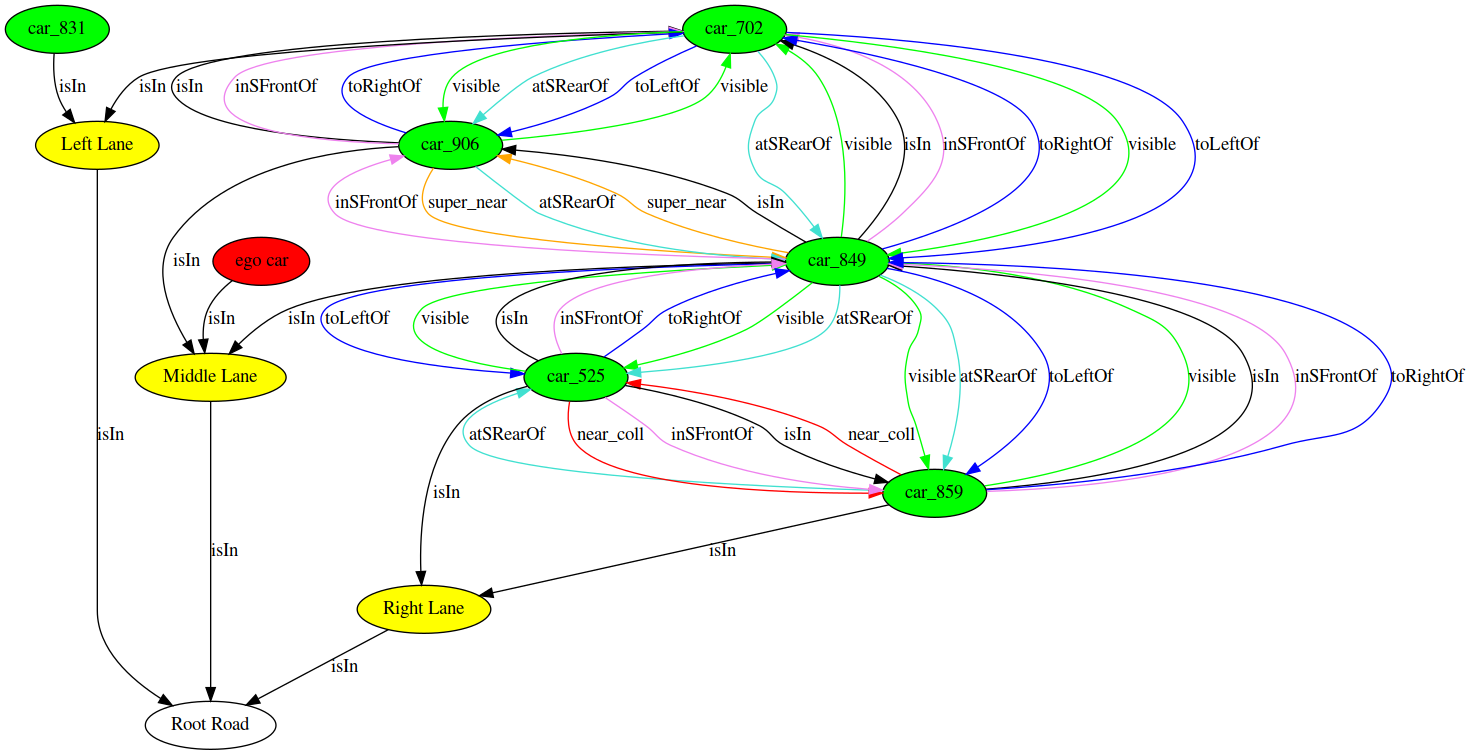 car_831
car_702
isIn
isIn
isIn
inSFrontOf
toRightOf
visible
atSRearOf
toLeftOf
visible
Left Lane
car_906
atSRearOf
visible
isIn
inSFrontOf
toRightOf
visible
toLeftOf
inSFrontOf
super_near
atSRearOf
super_near
isIn
isIn
ego car
car_849
isIn
isIn
toLeftOf
visible
isIn
inSFrontOf
toRightOf
visible
atSRearOf
Middle Lane
car_525
visible
atSRearOf
toLeftOf
visible
isIn
inSFrontOf
toRightOf
isIn
atSRearOf
near_coll
inSFrontOf
isIn
near_coll
isIn
car_859
isIn
isIn
Right Lane
isIn
Root Road